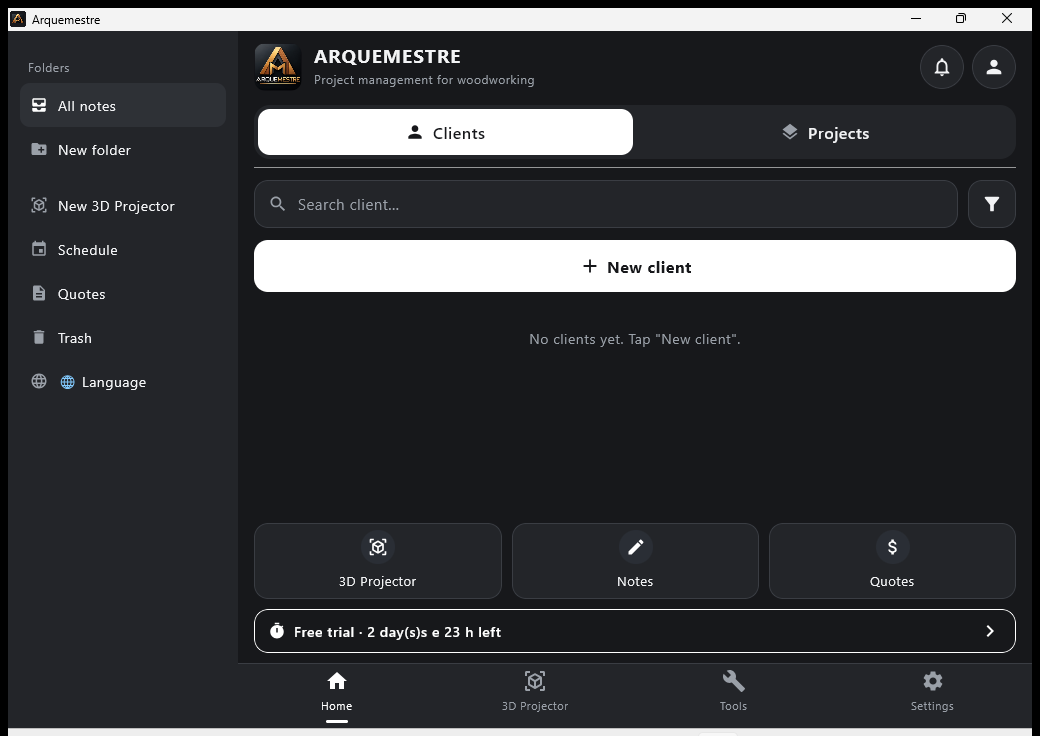 Arquemestre
Folders
All notes
New folder
New 3D Projector
Schedule
Quotes
Trash
Language
ARQUEMESTRE
ARQUEMESTRE
Project management for woodworking
Clients
Projects
Search client...
New client
No clients yet. Tap "New client".
3D Projector
Notes
Quotes
Free trial · 2 day(s)s e 23 h left
Home
3D Projector
Tools
Settings